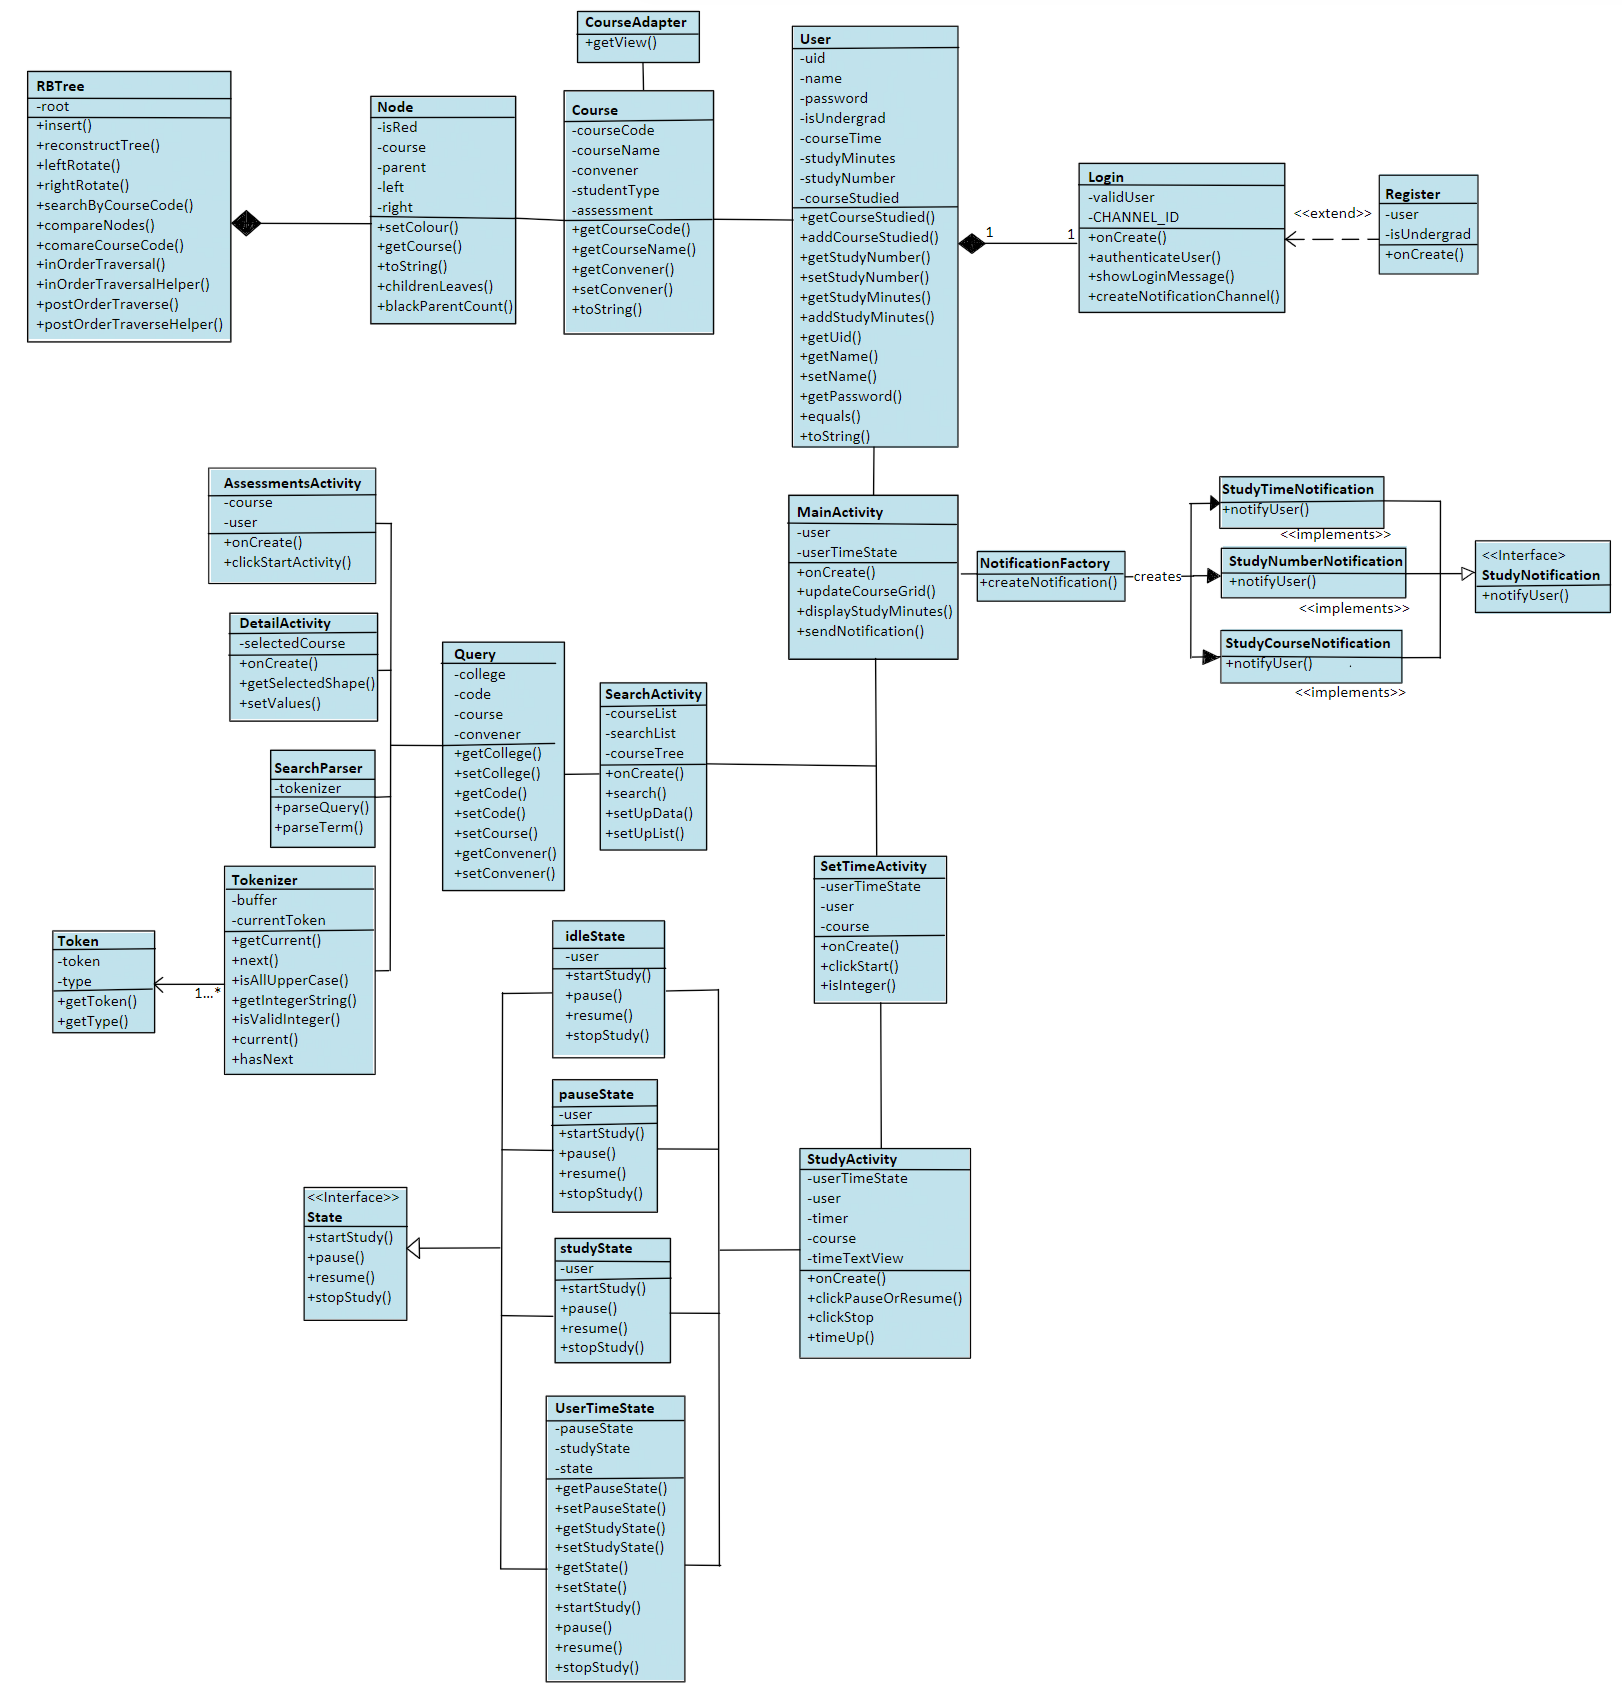 CourseAdapter
+getView()
RBTree
-root
+insert()
+reconstructTree()
+leftRotate()
+rightRotate()
+searchByCourseCode()
+compareNodes()
+comareCourseCode()
+inOrderTraversal()
+inOrderTraversalHelper()
+postOrderTraverse()
+postOrderTraverseHelper()
Node
-isRed
-course
-parent
-left
-right
+setColour()
+getCourse()
+toString()
+childrenLeaves()
+blackParentCount()
Course
-courseCode
-courseName
-convener
-studentType
-assessment
+getCourseCode()
+getCourseName()
+getConvener()
+setConvener()
+toString()
User
-uid
-name
-password
-isUndergrad
-courseTime
-studyMinutes
-studyNumber
-courseStudied
+getCourseStudied()
+addCourseStudied()
+getStudyNumber()
+setStudyNumber()
+getStudyMinutes()
+addStudyMinutes()
+getUid()
+getName()
+setName()
+getPassword()
+equals()
+toString()
1
1
Login
-validUser
-CHANNEL_ID
+onCreate()
+authenticateUser()
+showLoginMessage()
+createNotificationChannel()
<<extend>>
Register
-user
-isUndergrad
+onCreate()
AssessmentsActivity
-course
-user
+onCreate()
+clickStartActivity()
DetailActivity
-selectedCourse
+onCreate()
+getSelectedShape()
+setValues()
SearchParser
-tokenizer
+parseQuery()
+parseTerm()
Tokenizer
-buffer
-currentToken
+getCurrent()
+next()
+isAllUpperCase()
+getIntegerString()
+isValidInteger()
+current()
+hasNext
1...*
Token
-token
-type
+getToken()
+getType()
Query
-college
-code
-course
-convener
+getCollege()
+setCollege()
+getCode()
+setCode()
+setCourse()
+getConvener()
+setConvener()
SearchActivity
-courseList
-searchList
-courseTree
+onCreate()
+search()
+setUpData()
+setUpList()
MainActivity
-user
-userTimeState
+onCreate()
+updateCourseGrid()
+displayStudyMinutes()
+sendNotification()
NotificationFactory
+createNotification()
creates
StudyTimeNotification
+notifyUser()
<<implements>>
StudyNumberNotification
+notifyUser()
<<implements>>
StudyCourseNotification
+notifyUser()
<<implements>>
<<Interface>
StudyNotification
+notifyUser()
SetTimeActivity
-userTimeState
-user
-course
+onCreate()
+clickStart()
+isInteger()
idleState
-user
+startStudy()
+pause()
+resume()
+stopStudy()
pauseState
-user
+startStudy()
+pause()
+resume()
+stopStudy()
<<Interface>>
State
+startStudy()
+pause()
+resume()
+stopStudy()
studyState
-user
+startStudy()
+pause()
+resume()
+stopStudy()
StudyActivity
-userTimeState
-user
-timer
-course
-timeTextView
+onCreate()
+clickPauseOrResume()
+clickStop
+timeUp()
UserTimeState
-pauseState
-studyState
-state
+getPauseState()
+setPauseState()
+getStudyState()
+setStudyState()
+getState()
+setState()
+startStudy()
+pause()
+resume()
+stopStudy()